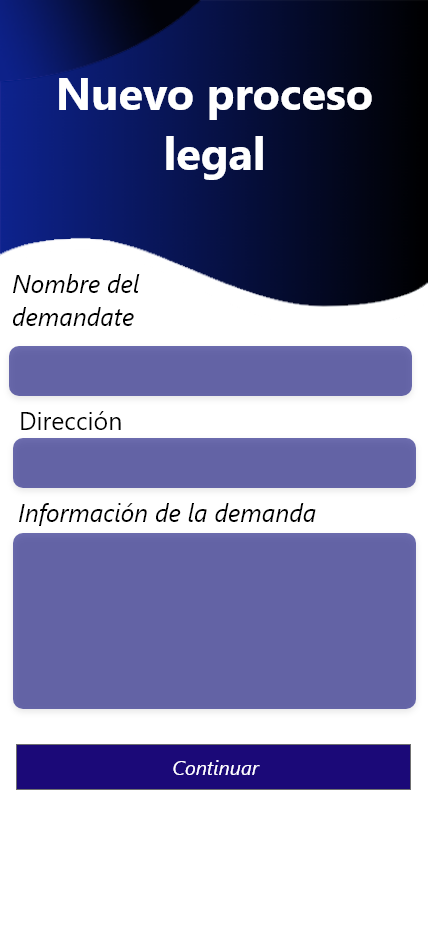 Nuevo proceso
legal
Nombre del
demandate
Dirección
Información de la demanda
Continuar